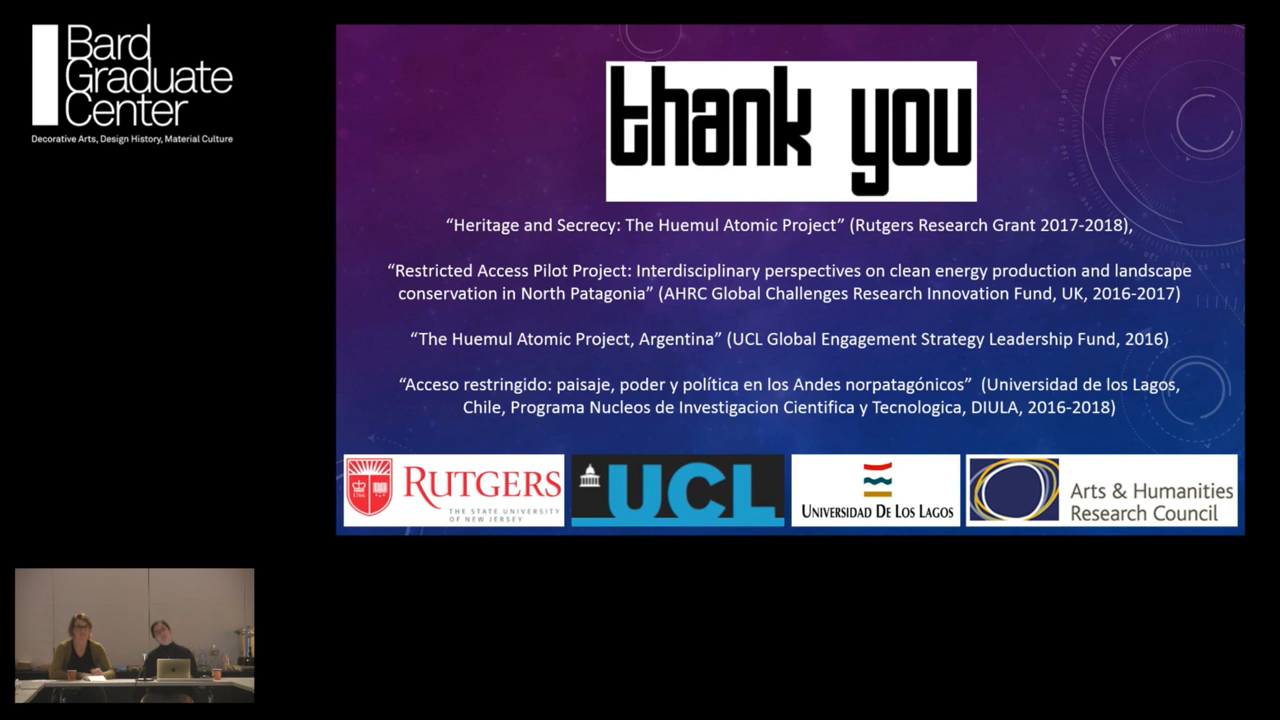 Bard
Graduate
Center
Decorative Arts, Design History, Material Culture
thank you
“Heritage and Secrecy: The Huemul Atomic Project” (Rutgers Research Grant 2017-2018),
“Restricted Access Pilot Project: Interdisciplinary perspectives on clean energy production and landscape
conservation in North Patagonia” (AHRC Global Challenges Research Innovation Fund, UK, 2016-2017)
“The Huemul Atomic Project, Argentina” (UCL Global Engagement Strategy Leadership Fund, 2016)
“Acceso restringido: paisaje, poder y política en los Andes norpatagónicos”  (Universidad de los Lagos,
Chile, Programa Nucleos de Investigacion Cientifica y Tecnologica, DIULA, 2016-2018)
1766
RUTGERS
THE STATE UNIVERSITY
OF NEW JERSEY
UCL
UNIVERSIDAD DE LOS LAGOS
Arts & Humanities
Research Council